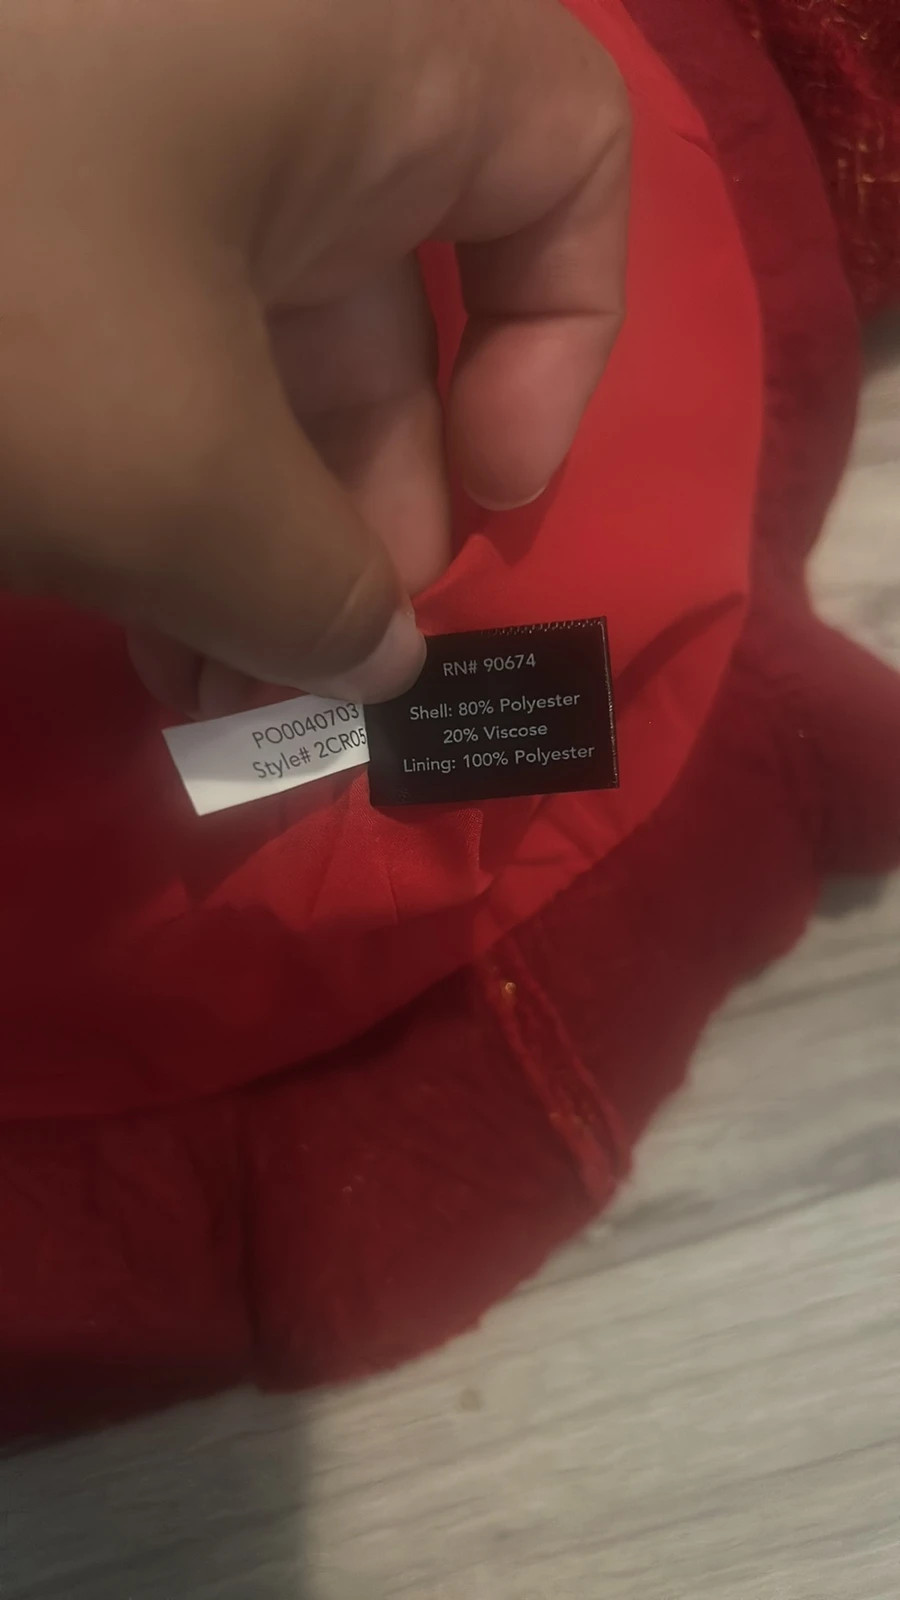 RN# 90674
Shell: 80% Polyester
20% Viscose
Lining: 100% Polyester
PO0040703
Style# 2CR05